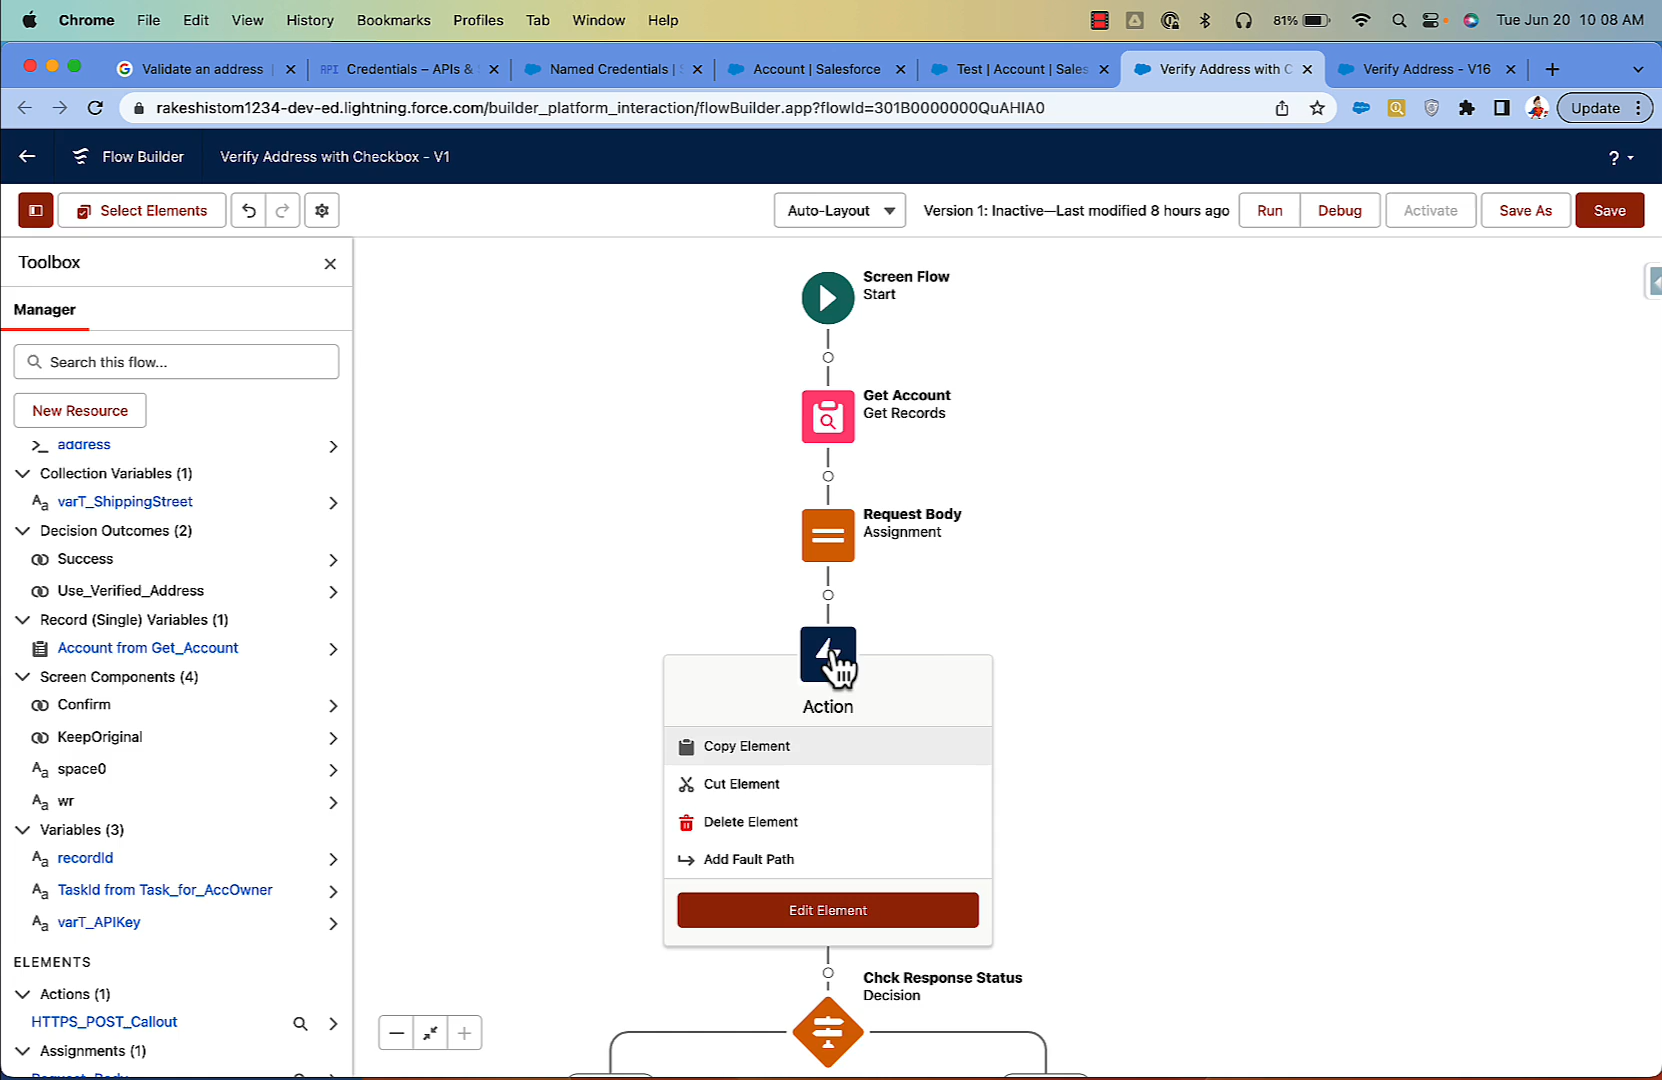 Chrome File Edit View History Bookmarks Profiles Tab Window Help 81% Tue Jun 20 10:08 AM
Validate an address Credentials – APIs & Named Credentials | Account | Salesforce Test | Account | Sales Verify Address with C Verify Address - V16
rakeshistom1234-dev-ed.lightning.force.com/builder_platform_interaction/flowBuilder.app?flowId=301B0000000QuAHIA0 Update
Flow Builder Verify Address with Checkbox - V1 ?
Select Elements Auto-Layout Version 1: Inactive—Last modified 8 hours ago Run Debug Activate Save As Save
Toolbox
Manager
Search this flow...
New Resource
address
Collection Variables (1)
varT_ShippingStreet
Decision Outcomes (2)
Success
Use_Verified_Address
Record (Single) Variables (1)
Account from Get_Account
Screen Components (4)
Confirm
KeepOriginal
space0
wr
Variables (3)
recordId
TaskId from Task_for_AccOwner
varT_APIKey
ELEMENTS
Actions (1)
HTTPS_POST_Callout
Assignments (1)
Screen Flow
Start
Get Account
Get Records
Request Body
Assignment
Action
Copy Element
Cut Element
Delete Element
Add Fault Path
Edit Element
Chck Response Status
Decision